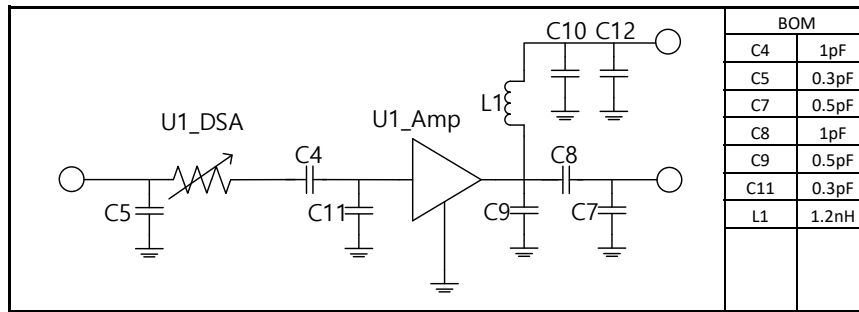 C10 C12
L1
U1_DSA
U1_Amp
C4
C8
C5
C11
C9
C7
BOM
C4 1pF
C5 0.3pF
C7 0.5pF
C8 1pF
C9 0.5pF
C11 0.3pF
L1 1.2nH